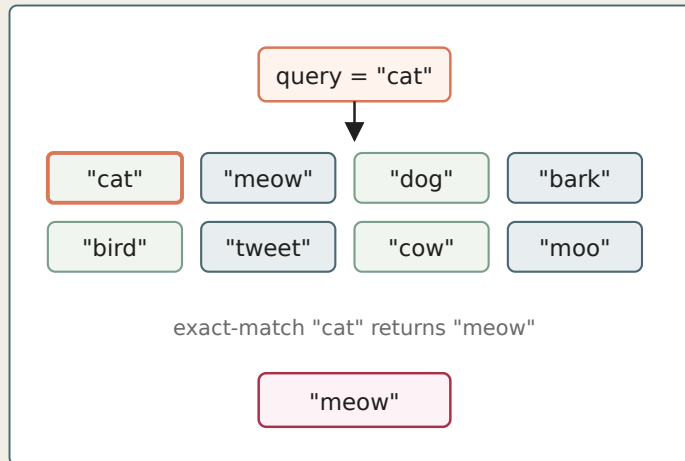 query = "cat"
"cat" "meow" "dog" "bark"
"bird" "tweet" "cow" "moo"
exact-match "cat" returns "meow"
"meow"